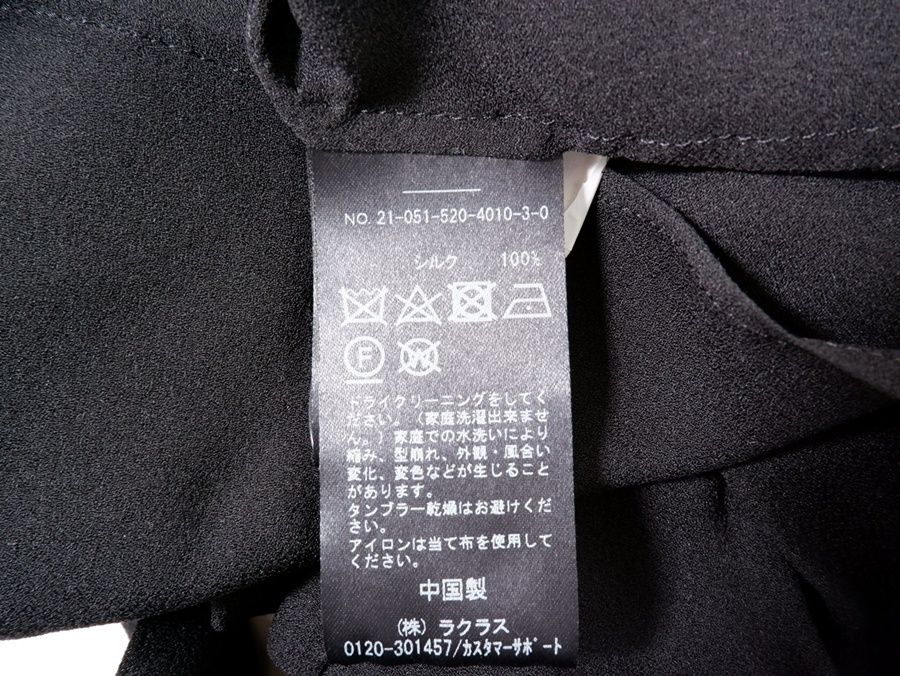 NO. 21-051-520-4010-3-0
シルク 100%
F
W
ドライクリーニングをしてく
ださい。(家庭洗濯出来ませ
ん。)家庭での水洗いにより
縮み、型崩れ、外観・風合い
変化、変色などが生じること
があります。
タンブラー乾燥はお避けくだ
さい。
アイロンは当て布を使用して
ください。
中国製
(株) ラクラス
0120-301457/カスタマーサポート